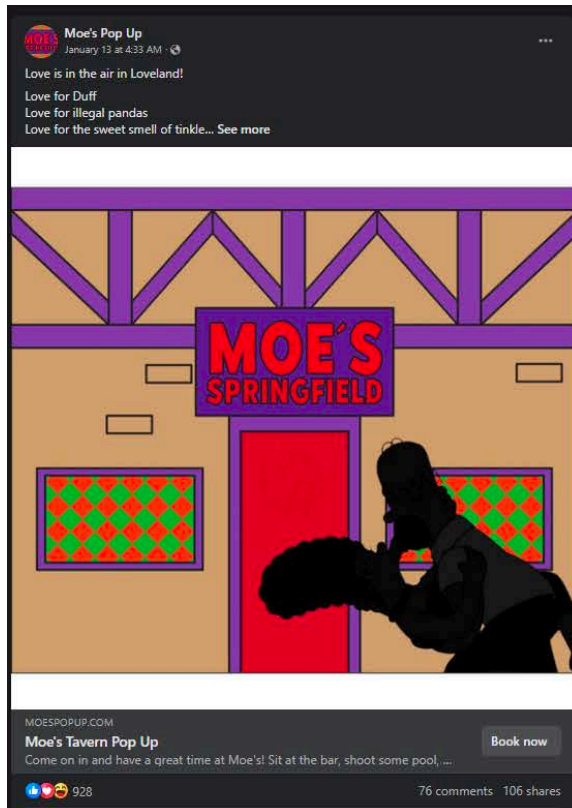 MOE'S SPRINGFIELD
Moe's Pop Up
January 13 at 4:33 AM ·
Love is in the air in Loveland!
Love for Duff
Love for illegal pandas
Love for the sweet smell of tinkle... See more
MOE'S
SPRINGFIELD
MOESPOPUP.COM
Moe's Tavern Pop Up
Book now
Come on in and have a great time at Moe's! Sit at the bar, shoot some pool, ...
928
76 comments 106 shares